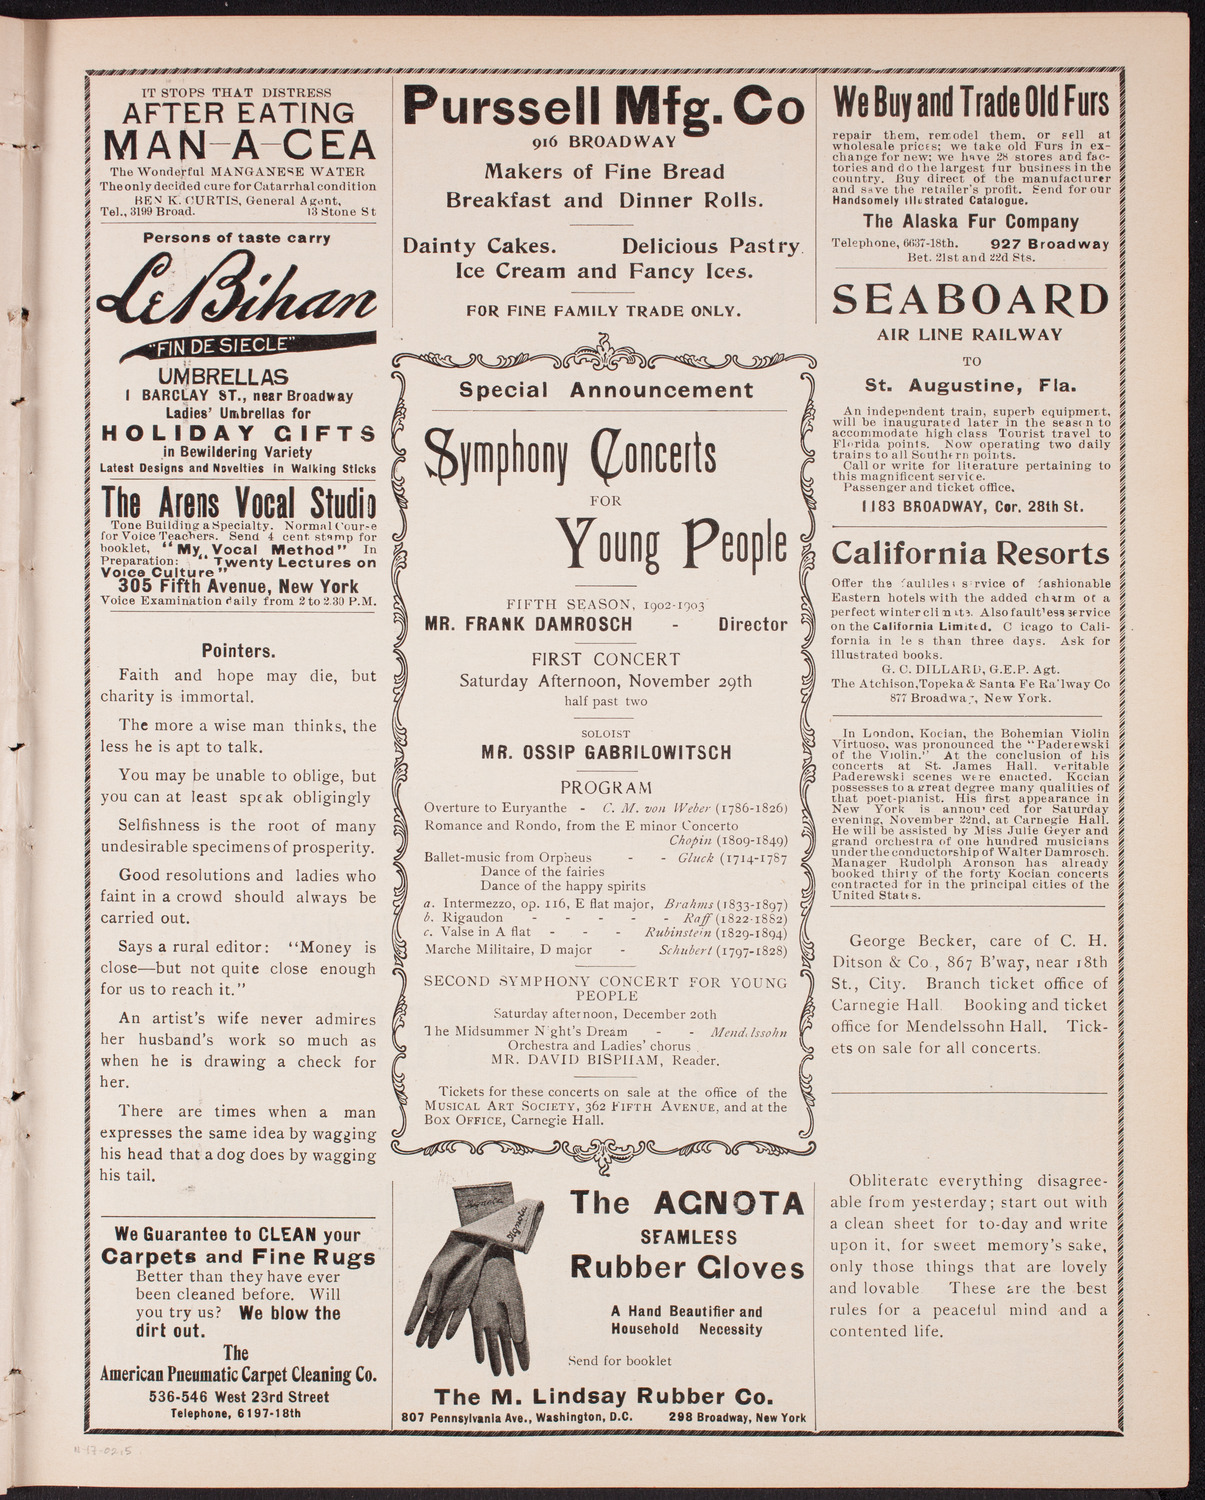 IT STOPS THAT DISTRESS
AFTER EATING
MAN-A-CEA
The Wonderful MANGANESE WATER
The only decided cure for Catarrhal condition
BEN K. CURTIS, General Agent,
Tel., 3199 Broad. 13 Stone St
Persons of taste carry
Le Bihan
"FIN DE SIECLE"
UMBRELLAS
1 BARCLAY ST., near Broadway
Ladies' Umbrellas for
HOLIDAY GIFTS
in Bewildering Variety
Latest Designs and Novelties in Walking Sticks
The Arens Vocal Studio
Tone Building a Specialty. Normal Course
for Voice Teachers. Send 4 cent stamp for
booklet, "My Vocal Method" In
Preparation: "Twenty Lectures on
Voice Culture"
305 Fifth Avenue, New York
Voice Examination daily from 2 to 2.30 P.M.
Pointers.
Faith and hope may die, but
charity is immortal.
The more a wise man thinks, the
less he is apt to talk.
You may be unable to oblige, but
you can at least speak obligingly
Selfishness is the root of many
undesirable specimens of prosperity.
Good resolutions and ladies who
faint in a crowd should always be
carried out.
Says a rural editor: "Money is
close—but not quite close enough
for us to reach it."
An artist's wife never admires
her husband's work so much as
when he is drawing a check for
her.
There are times when a man
expresses the same idea by wagging
his head that a dog does by wagging
his tail.
We Guarantee to CLEAN your
Carpets and Fine Rugs
Better than they have ever
been cleaned before. Will
you try us? We blow the
dirt out.
The
American Pneumatic Carpet Cleaning Co.
536-546 West 23rd Street
Telephone, 6197-18th
Purssell Mfg. Co
916 BROADWAY
Makers of Fine Bread
Breakfast and Dinner Rolls.
Dainty Cakes. Delicious Pastry.
Ice Cream and Fancy Ices.
FOR FINE FAMILY TRADE ONLY.
Special Announcement
Symphony Concerts
FOR
Young People
FIFTH SEASON, 1902-1903
MR. FRANK DAMROSCH - Director
FIRST CONCERT
Saturday Afternoon, November 29th
half past two
SOLOIST
MR. OSSIP GABRILOWITSCH
PROGRAM
Overture to Euryanthe - C. M. von Weber (1786-1826)
Romance and Rondo, from the E minor Concerto
Chopin (1809-1849)
Ballet-music from Orpheus - - Gluck (1714-1787
Dance of the fairies
Dance of the happy spirits
a. Intermezzo, op. 116, E flat major, Brahms (1833-1897)
b. Rigaudon - - - - - Raff (1822-1882)
c. Valse in A flat - - - Rubinstein (1829-1894)
Marche Militaire, D major - Schubert (1797-1828)
SECOND SYMPHONY CONCERT FOR YOUNG
PEOPLE
Saturday afternoon, December 20th
The Midsummer Night's Dream - - Mendelssohn
Orchestra and Ladies' chorus
MR. DAVID BISPHAM, Reader.
Tickets for these concerts on sale at the office of the
MUSICAL ART SOCIETY, 362 FIFTH AVENUE, and at the
BOX OFFICE, Carnegie Hall.
Agnota
Agnota
The AGNOTA
SEAMLESS
Rubber Gloves
A Hand Beautifier and
Household Necessity
Send for booklet
The M. Lindsay Rubber Co.
807 Pennsylvania Ave., Washington, D.C. 298 Broadway, New York
We Buy and Trade Old Furs
repair them, remodel them, or sell at
wholesale prices; we take old Furs in ex-
change for new; we have 28 stores and fac-
tories and do the largest fur business in the
country. Buy direct of the manufacturer
and save the retailer's profit. Send for our
Handsomely Illustrated Catalogue.
The Alaska Fur Company
Telephone, 6637-18th. 927 Broadway
Bet. 21st and 22d Sts.
SEABOARD
AIR LINE RAILWAY
TO
St. Augustine, Fla.
An independent train, superb equipment,
will be inaugurated later in the season to
accommodate high class Tourist travel to
Florida points. Now operating two daily
trains to all Southern points.
Call or write for literature pertaining to
this magnificent service.
Passenger and ticket office,
1183 BROADWAY, Cor. 28th St.
California Resorts
Offer the faultless service of fashionable
Eastern hotels with the added charm of a
perfect winter climate. Also faultless service
on the California Limited. Chicago to Cali-
fornia in less than three days. Ask for
illustrated books.
G. C. DILLARD, G.E.P. Agt.
The Atchison, Topeka & Santa Fe Railway Co
877 Broadway, New York.
In London, Kocian, the Bohemian Violin
Virtuoso, was pronounced the "Paderewski
of the Violin." At the conclusion of his
concerts at St. James Hall, veritable
Paderewski scenes were enacted. Kocian
possesses to a great degree many qualities of
that poet-pianist. His first appearance in
New York is announced for Saturday
evening, November 22nd, at Carnegie Hall.
He will be assisted by Miss Julie Geyer and
grand orchestra of one hundred musicians
under the conductorship of Walter Damrosch.
Manager Rudolph Aronson has already
booked thirty of the forty Kocian concerts
contracted for in the principal cities of the
United States.
George Becker, care of C. H.
Ditson & Co., 867 B'way, near 18th
St., City. Branch ticket office of
Carnegie Hall. Booking and ticket
office for Mendelssohn Hall. Tick-
ets on sale for all concerts.
Obliterate everything disagree-
able from yesterday; start out with
a clean sheet for to-day and write
upon it, for sweet memory's sake,
only those things that are lovely
and lovable These are the best
rules for a peaceful mind and a
contented life.